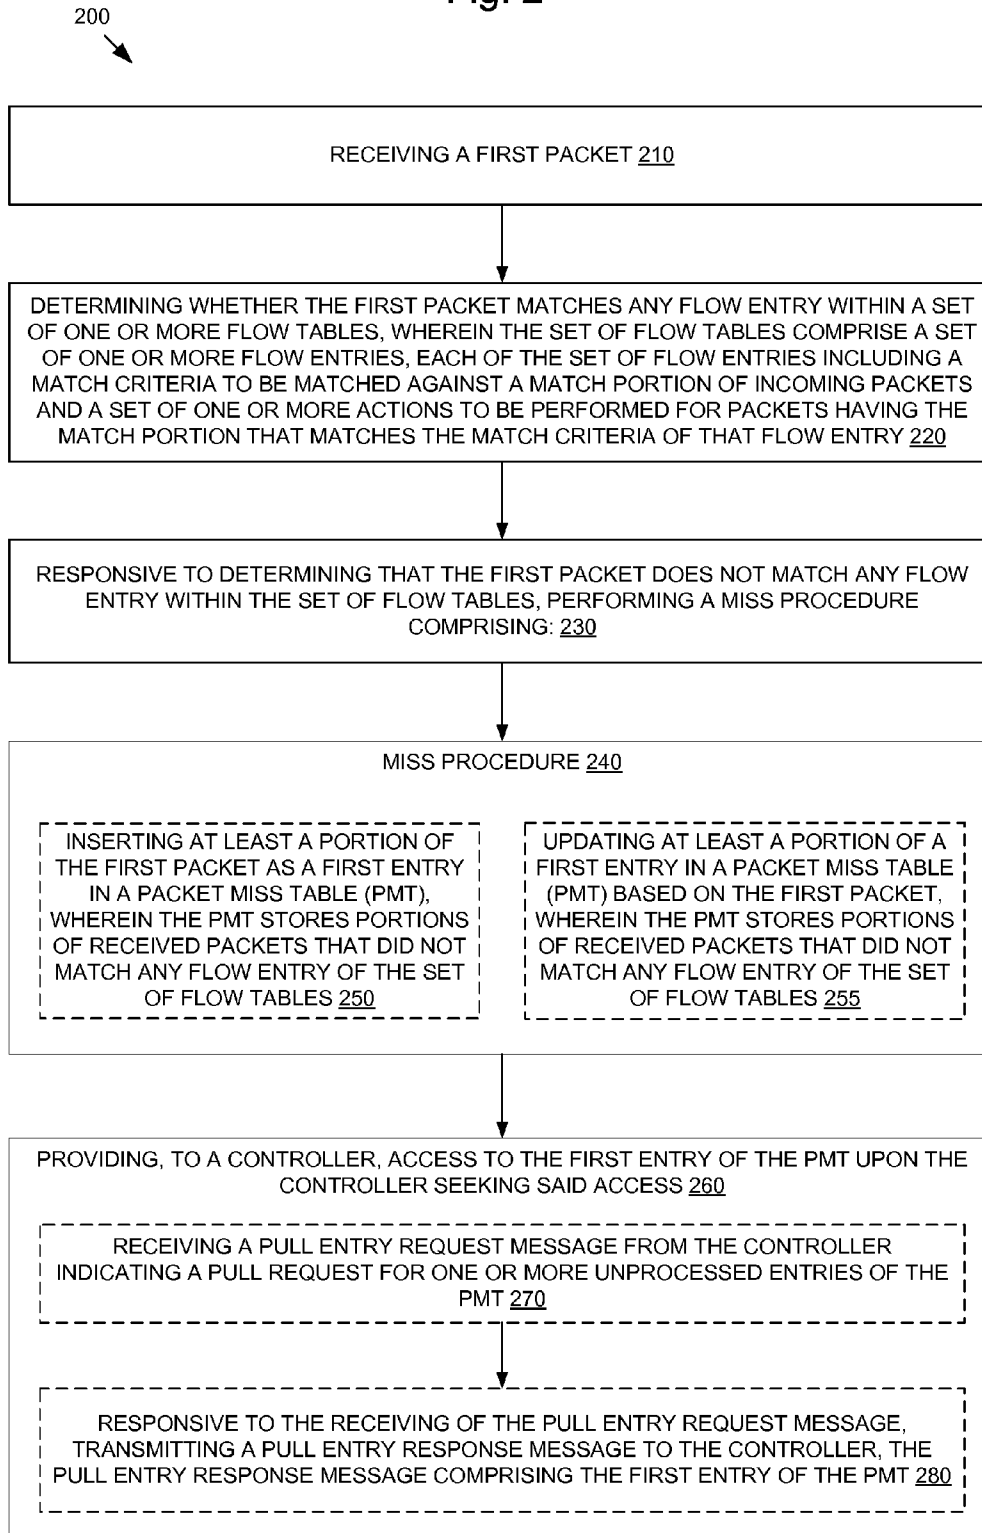 Fig. 2
200
RECEIVING A FIRST PACKET 210
DETERMINING WHETHER THE FIRST PACKET MATCHES ANY FLOW ENTRY WITHIN A SET
OF ONE OR MORE FLOW TABLES, WHEREIN THE SET OF FLOW TABLES COMPRISE A SET
OF ONE OR MORE FLOW ENTRIES, EACH OF THE SET OF FLOW ENTRIES INCLUDING A
MATCH CRITERIA TO BE MATCHED AGAINST A MATCH PORTION OF INCOMING PACKETS
AND A SET OF ONE OR MORE ACTIONS TO BE PERFORMED FOR PACKETS HAVING THE
MATCH PORTION THAT MATCHES THE MATCH CRITERIA OF THAT FLOW ENTRY 220
RESPONSIVE TO DETERMINING THAT THE FIRST PACKET DOES NOT MATCH ANY FLOW
ENTRY WITHIN THE SET OF FLOW TABLES, PERFORMING A MISS PROCEDURE
COMPRISING: 230
MISS PROCEDURE 240
INSERTING AT LEAST A PORTION OF
THE FIRST PACKET AS A FIRST ENTRY
IN A PACKET MISS TABLE (PMT),
WHEREIN THE PMT STORES PORTIONS
OF RECEIVED PACKETS THAT DID NOT
MATCH ANY FLOW ENTRY OF THE SET
OF FLOW TABLES 250
UPDATING AT LEAST A PORTION OF A
FIRST ENTRY IN A PACKET MISS TABLE
(PMT) BASED ON THE FIRST PACKET,
WHEREIN THE PMT STORES PORTIONS
OF RECEIVED PACKETS THAT DID NOT
MATCH ANY FLOW ENTRY OF THE SET
OF FLOW TABLES 255
PROVIDING, TO A CONTROLLER, ACCESS TO THE FIRST ENTRY OF THE PMT UPON THE
CONTROLLER SEEKING SAID ACCESS 260
RECEIVING A PULL ENTRY REQUEST MESSAGE FROM THE CONTROLLER
INDICATING A PULL REQUEST FOR ONE OR MORE UNPROCESSED ENTRIES OF THE
PMT 270
RESPONSIVE TO THE RECEIVING OF THE PULL ENTRY REQUEST MESSAGE,
TRANSMITTING A PULL ENTRY RESPONSE MESSAGE TO THE CONTROLLER, THE
PULL ENTRY RESPONSE MESSAGE COMPRISING THE FIRST ENTRY OF THE PMT 280